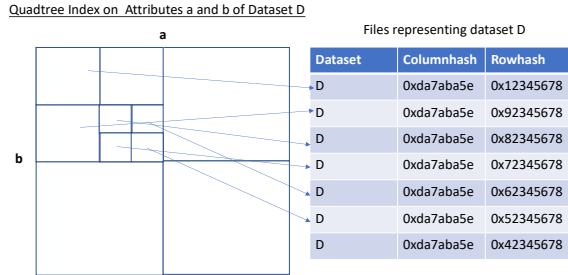 Quadtree Index on Attributes a and b of Dataset D
a
b
Files representing dataset D
Dataset Columnhash Rowhash
D 0xda7aba5e 0x12345678
D 0xda7aba5e 0x92345678
D 0xda7aba5e 0x82345678
D 0xda7aba5e 0x72345678
D 0xda7aba5e 0x62345678
D 0xda7aba5e 0x52345678
D 0xda7aba5e 0x42345678